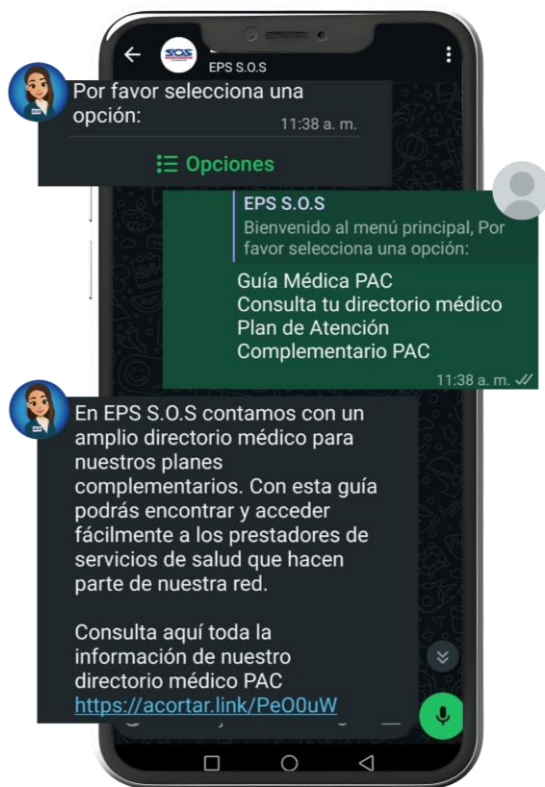 SOS
EPS S.O.S
Por favor selecciona una
opción:
11:38 a. m.
Opciones
EPS S.O.S
Bienvenido al menú principal, Por
favor selecciona una opción:
Guía Médica PAC
Consulta tu directorio médico
Plan de Atención
Complementario PAC
11:38 a. m.
En EPS S.O.S contamos con un
amplio directorio médico para
nuestros planes
complementarios. Con esta guía
podrás encontrar y acceder
fácilmente a los prestadores de
servicios de salud que hacen
parte de nuestra red.
Consulta aquí toda la
información de nuestro
directorio médico PAC
https://acortar.link/PeO0uW